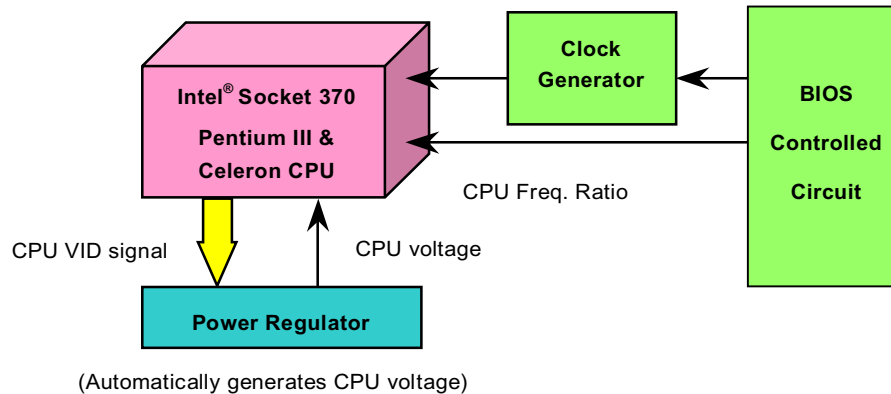 Intel® Socket 370
Pentium III &
Celeron CPU
Clock
Generator
BIOS
Controlled
Circuit
CPU Freq. Ratio
CPU VID signal
CPU voltage
Power Regulator
(Automatically generates CPU voltage)